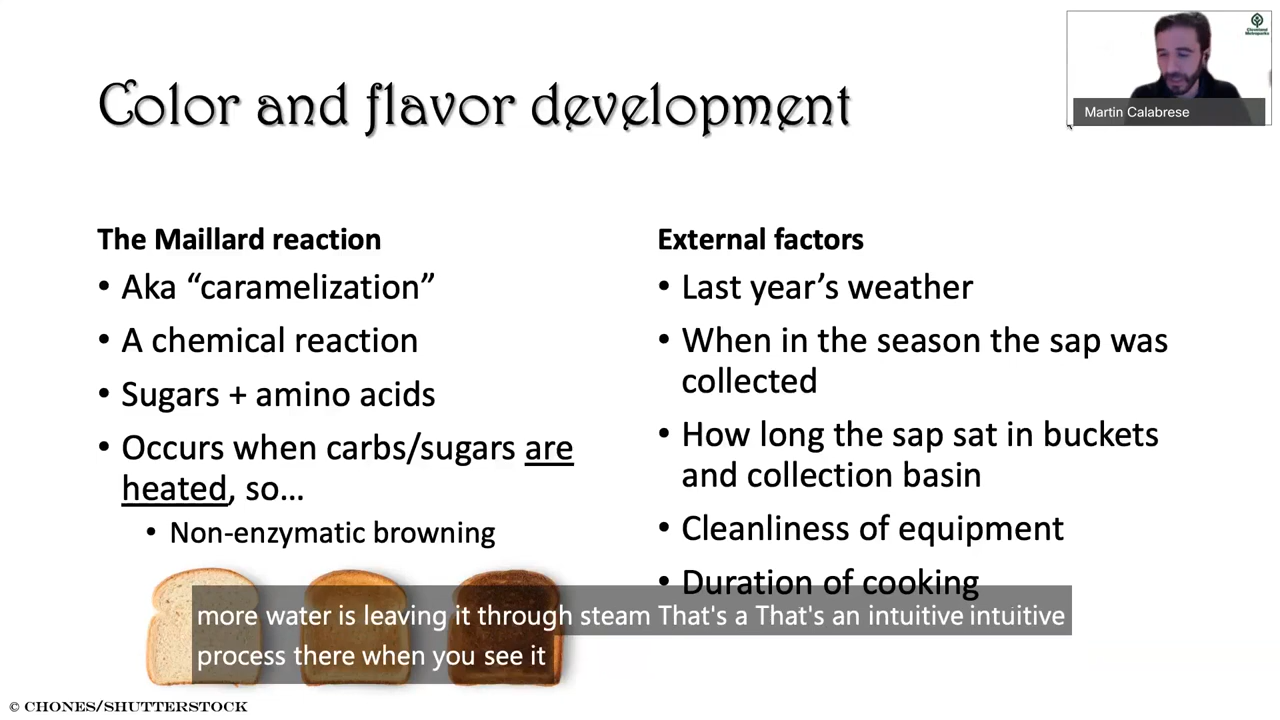 Color and flavor development
Cleveland
Metroparks
Martin Calabrese
The Maillard reaction
• Aka “caramelization”
• A chemical reaction
• Sugars + amino acids
• Occurs when carbs/sugars are
heated, so…
• Non-enzymatic browning
External factors
• Last year’s weather
• When in the season the sap was
collected
• How long the sap sat in buckets
and collection basin
• Cleanliness of equipment
• Duration of cooking
more water is leaving it through steam That's a That's an intuitive intuitive
process there when you see it
© CHONES/SHUTTERSTOCK